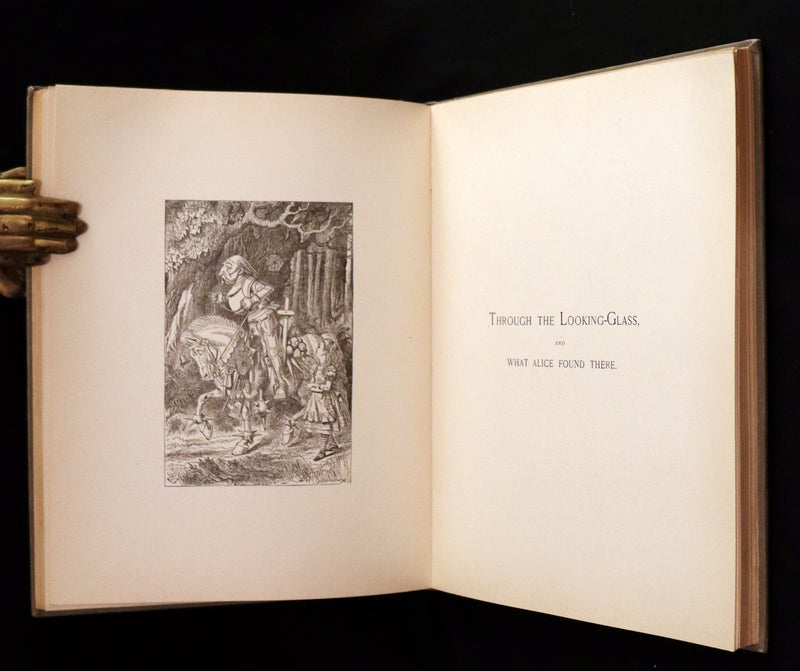 THROUGH THE LOOKING-GLASS,
AND
WHAT ALICE FOUND THERE.